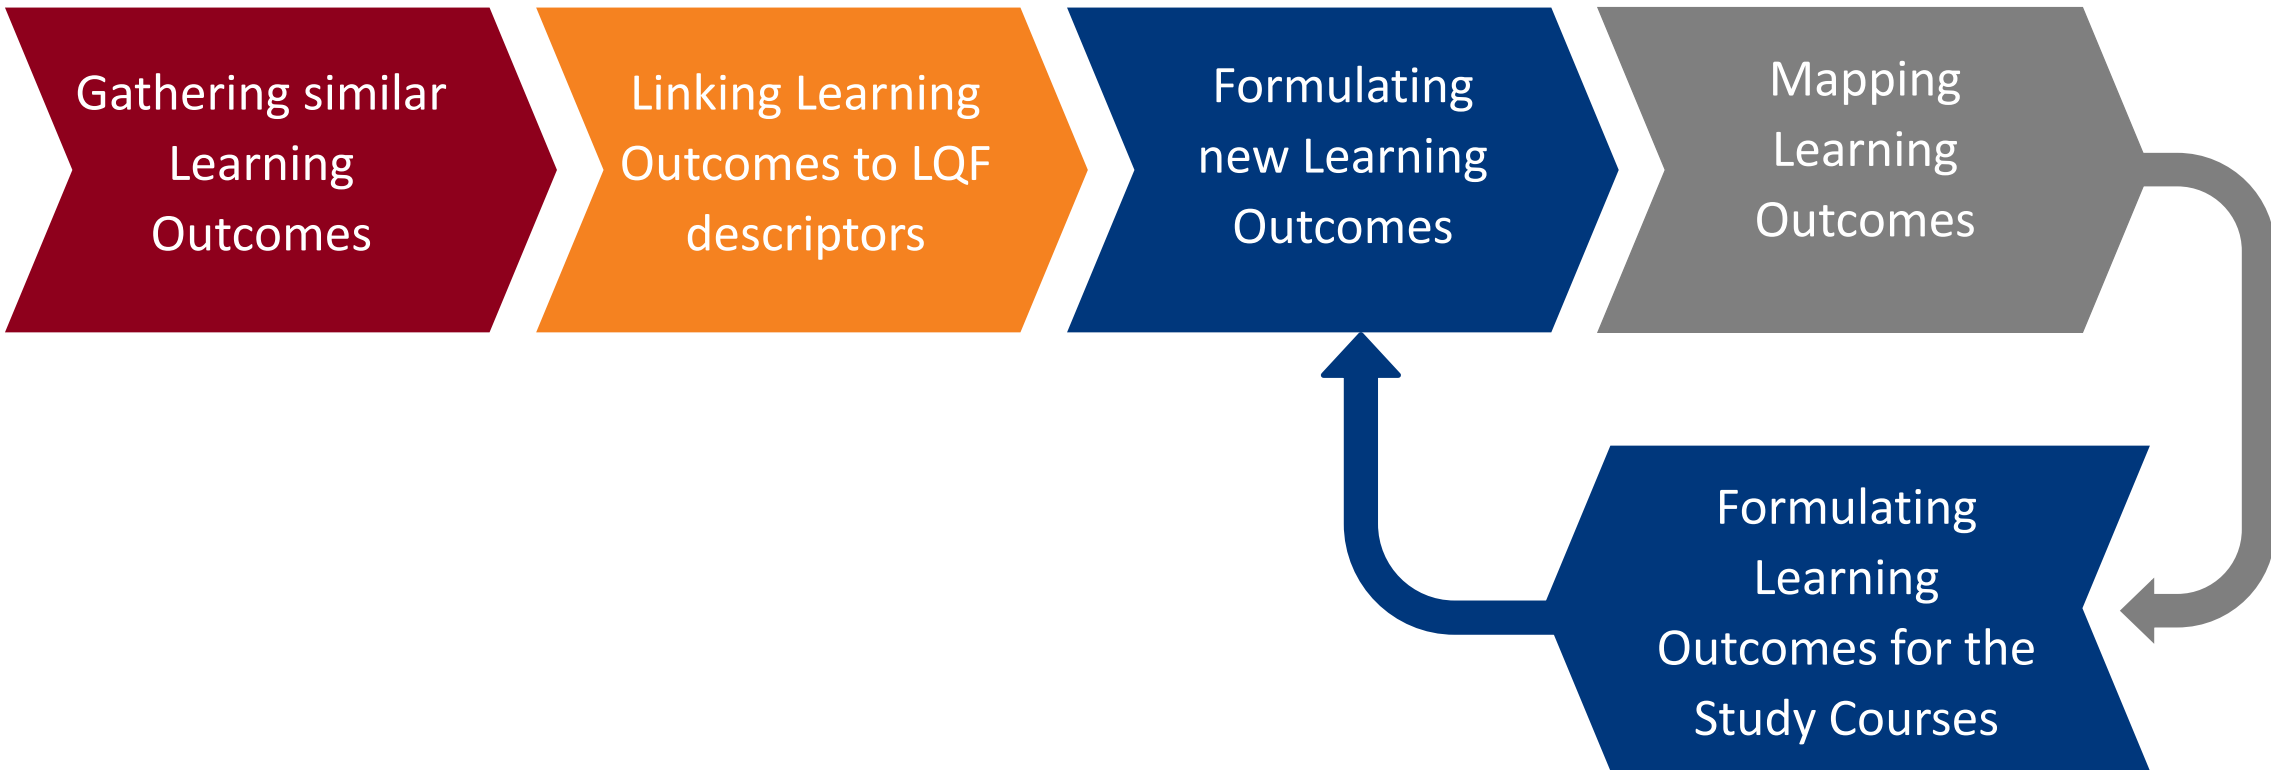 Gathering similar
Learning
Outcomes
Linking Learning
Outcomes to LQF
descriptors
Formulating
new Learning
Outcomes
Mapping
Learning
Outcomes
Formulating
Learning
Outcomes for the
Study Courses